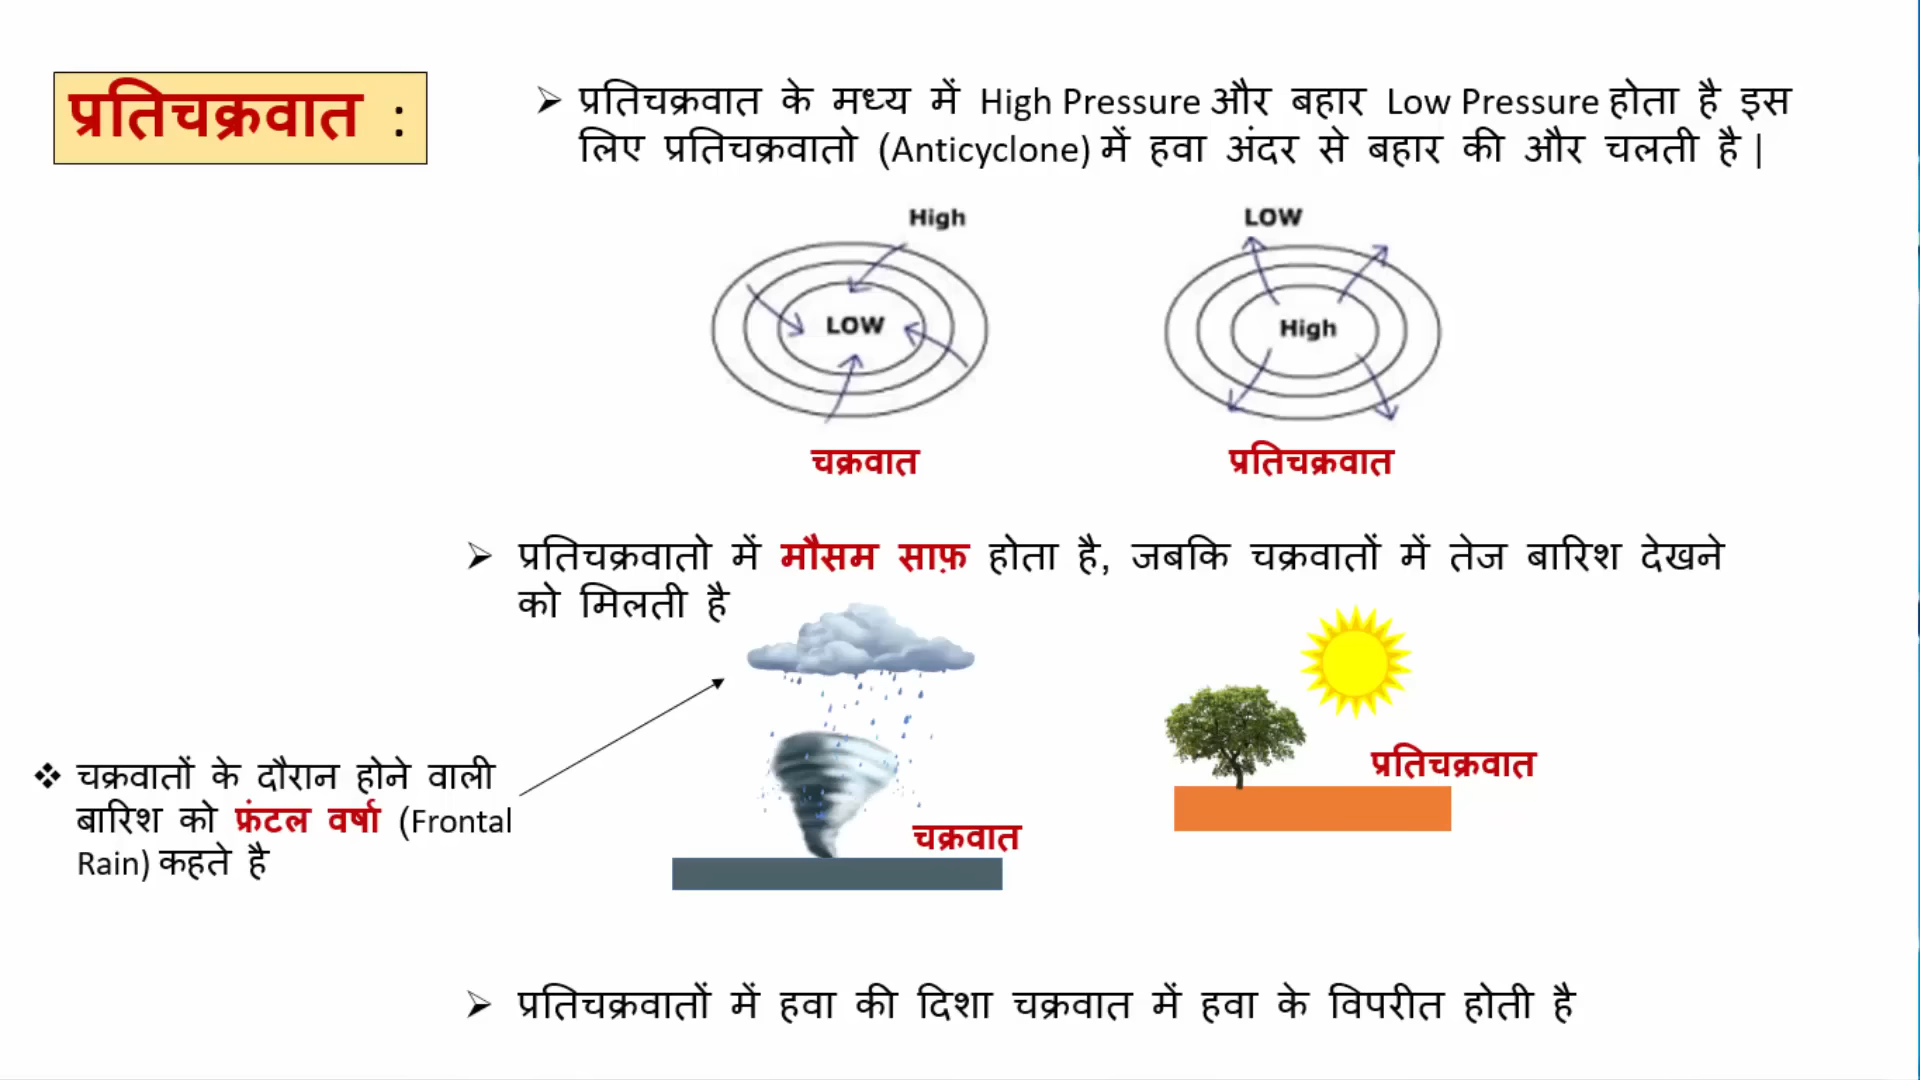 प्रतिचक्रवात :
➢ प्रतिचक्रवात के मध्य में High Pressure और बहार Low Pressure होता है इस
लिए प्रतिचक्रवातो (Anticyclone) में हवा अंदर से बहार की और चलती है |
High
LOW
LOW
High
चक्रवात
प्रतिचक्रवात
➢ प्रतिचक्रवातो में मौसम साफ़ होता है, जबकि चक्रवातों में तेज बारिश देखने
को मिलती है
❖ चक्रवातों के दौरान होने वाली
बारिश को फ्रंटल वर्षा (Frontal
Rain) कहते है
चक्रवात
प्रतिचक्रवात
➢ प्रतिचक्रवातों में हवा की दिशा चक्रवात में हवा के विपरीत होती है